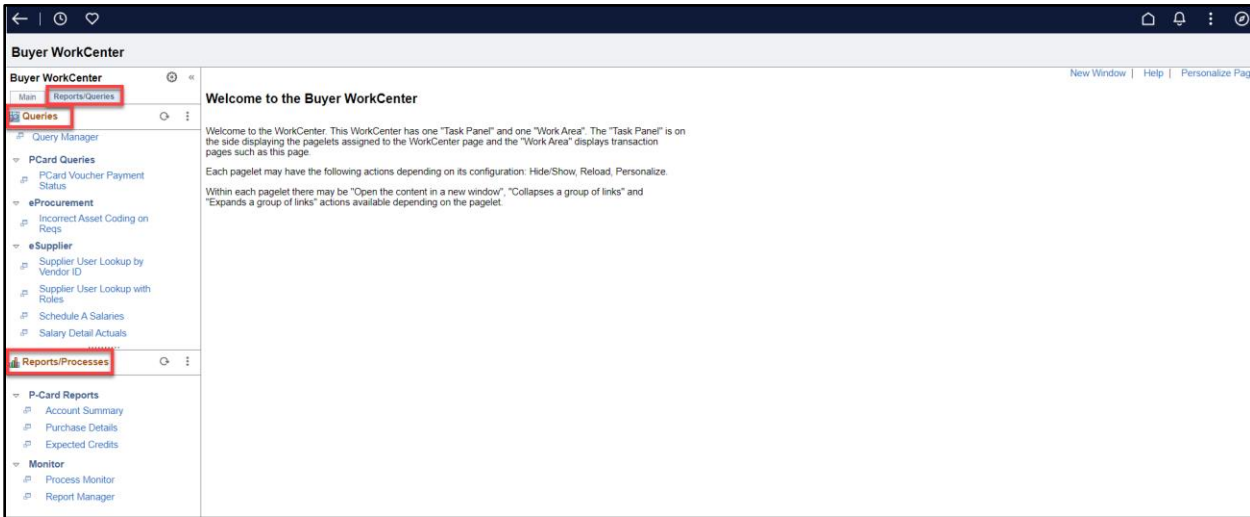 Buyer WorkCenter
Buyer WorkCenter
Main Reports/Queries
Queries
Query Manager
PCard Queries
PCard Voucher Payment
Status
eProcurement
Incorrect Asset Coding on
Reqs
eSupplier
Supplier User Lookup by
Vendor ID
Supplier User Lookup with
Roles
Schedule A Salaries
Salary Detail Actuals
Reports/Processes
P-Card Reports
Account Summary
Purchase Details
Expected Credits
Monitor
Process Monitor
Report Manager
New Window | Help | Personalize Pag
Welcome to the Buyer WorkCenter
Welcome to the WorkCenter. This WorkCenter has one "Task Panel" and one "Work Area". The "Task Panel" is on
the side displaying the pagelets assigned to the WorkCenter page and the "Work Area" displays transaction
pages such as this page.
Each pagelet may have the following actions depending on its configuration: Hide/Show, Reload, Personalize.
Within each pagelet there may be "Open the content in a new window", "Collapses a group of links" and
"Expands a group of links" actions available depending on the pagelet.